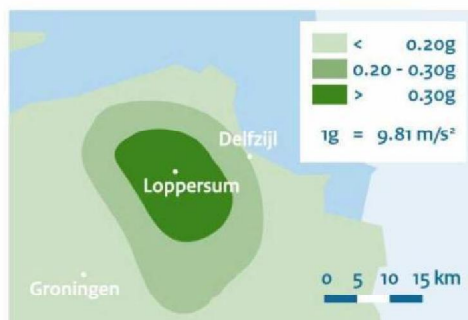 < 0.20g
0.20 - 0.30g
> 0.30g
1g = 9.81 m/s²
Delfzijl
Loppersum
Groningen
0 5 10 15 km